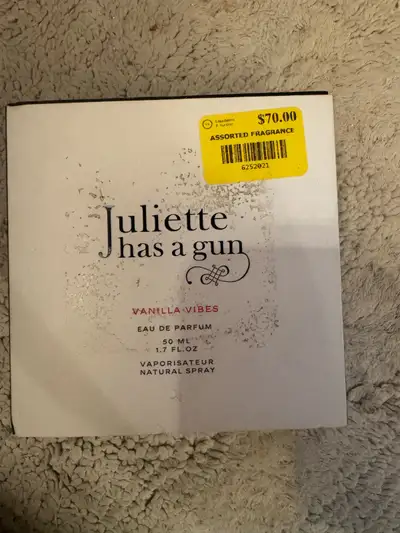 $70.00
ASSORTED FRAGRANCE
6252021
Juliette
has a gun
VANILLA VIBES
EAU DE PARFUM
50 ML
1.7 FL.OZ
VAPORISATEUR
NATURAL SPRAY